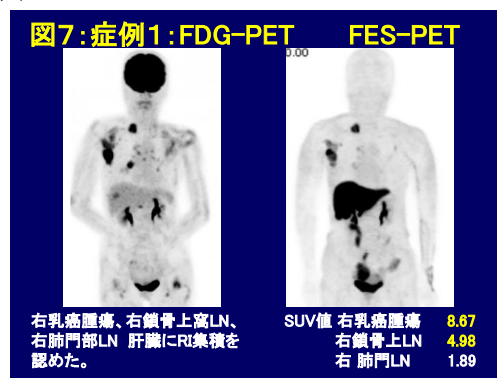 図7:症例1:FDG-PET FES-PET
0.00
右乳癌腫瘍、右鎖骨上窩LN、
右肺門部LN 肝臓にRI集積を
認めた。
SUV値 右乳癌腫瘍 8.67
右鎖骨上LN 4.98
右 肺門LN 1.89